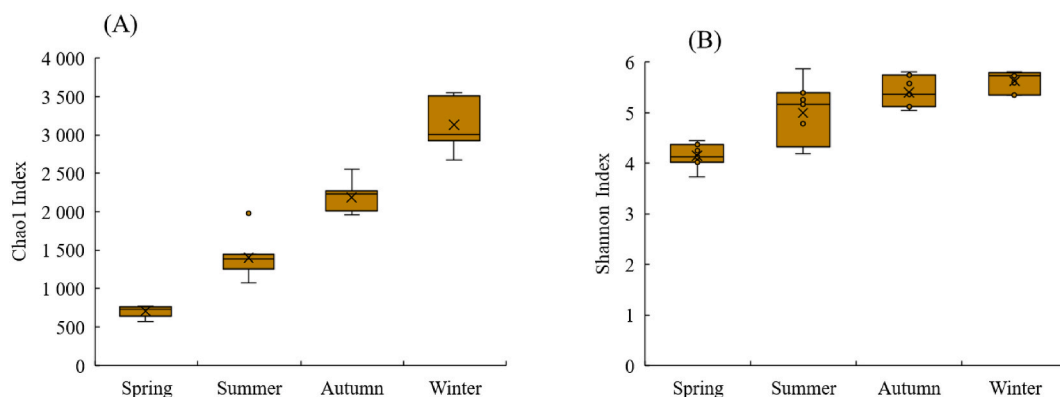 (A)
Chao1 Index
4 000
3 500
3 000
2 500
2 000
1 500
1 000
500
0
Spring
Summer
Autumn
Winter
(B)
Shannon Index
6
5
4
3
2
1
0
Spring
Summer
Autumn
Winter